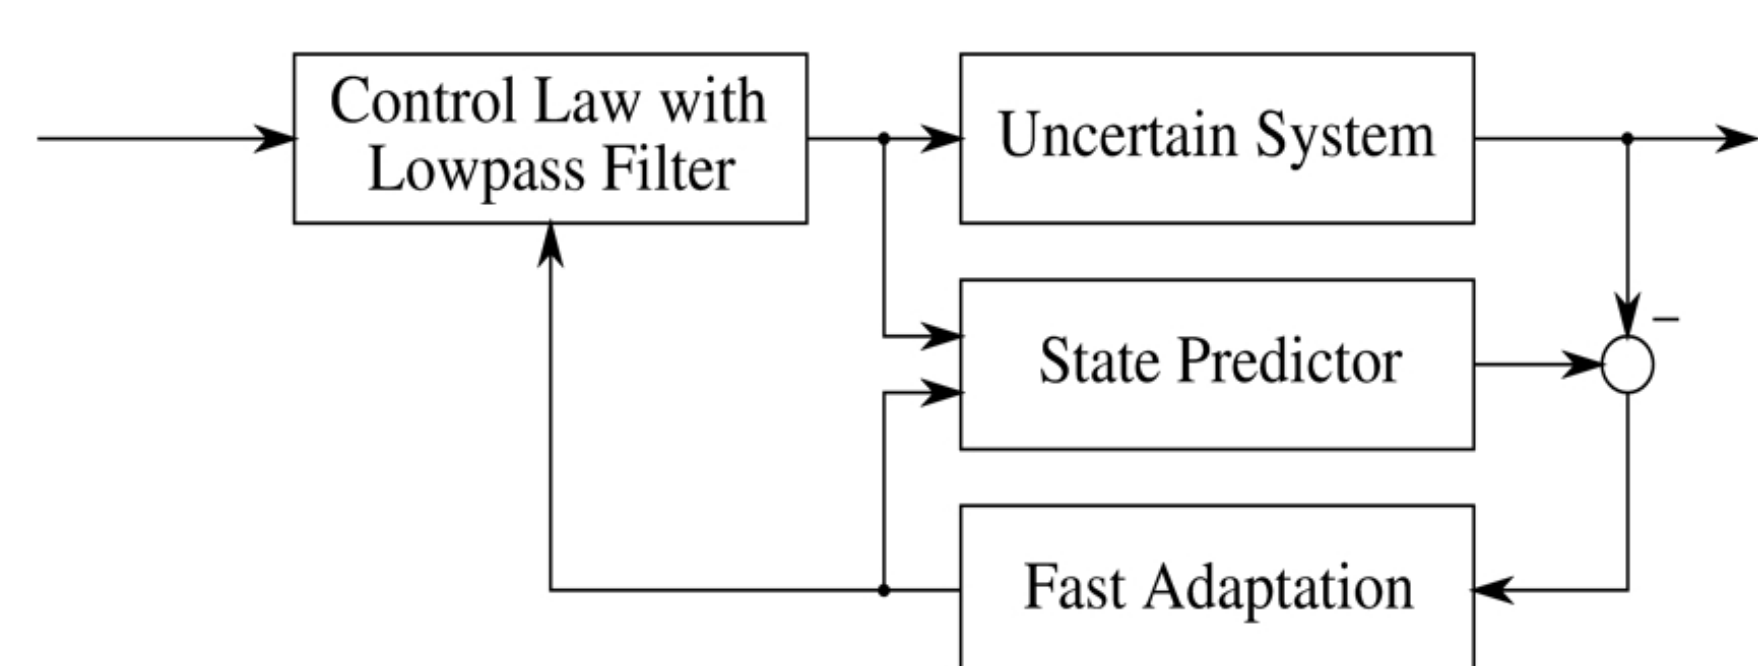 Control Law with
Lowpass Filter
Uncertain System
−
State Predictor
Fast Adaptation